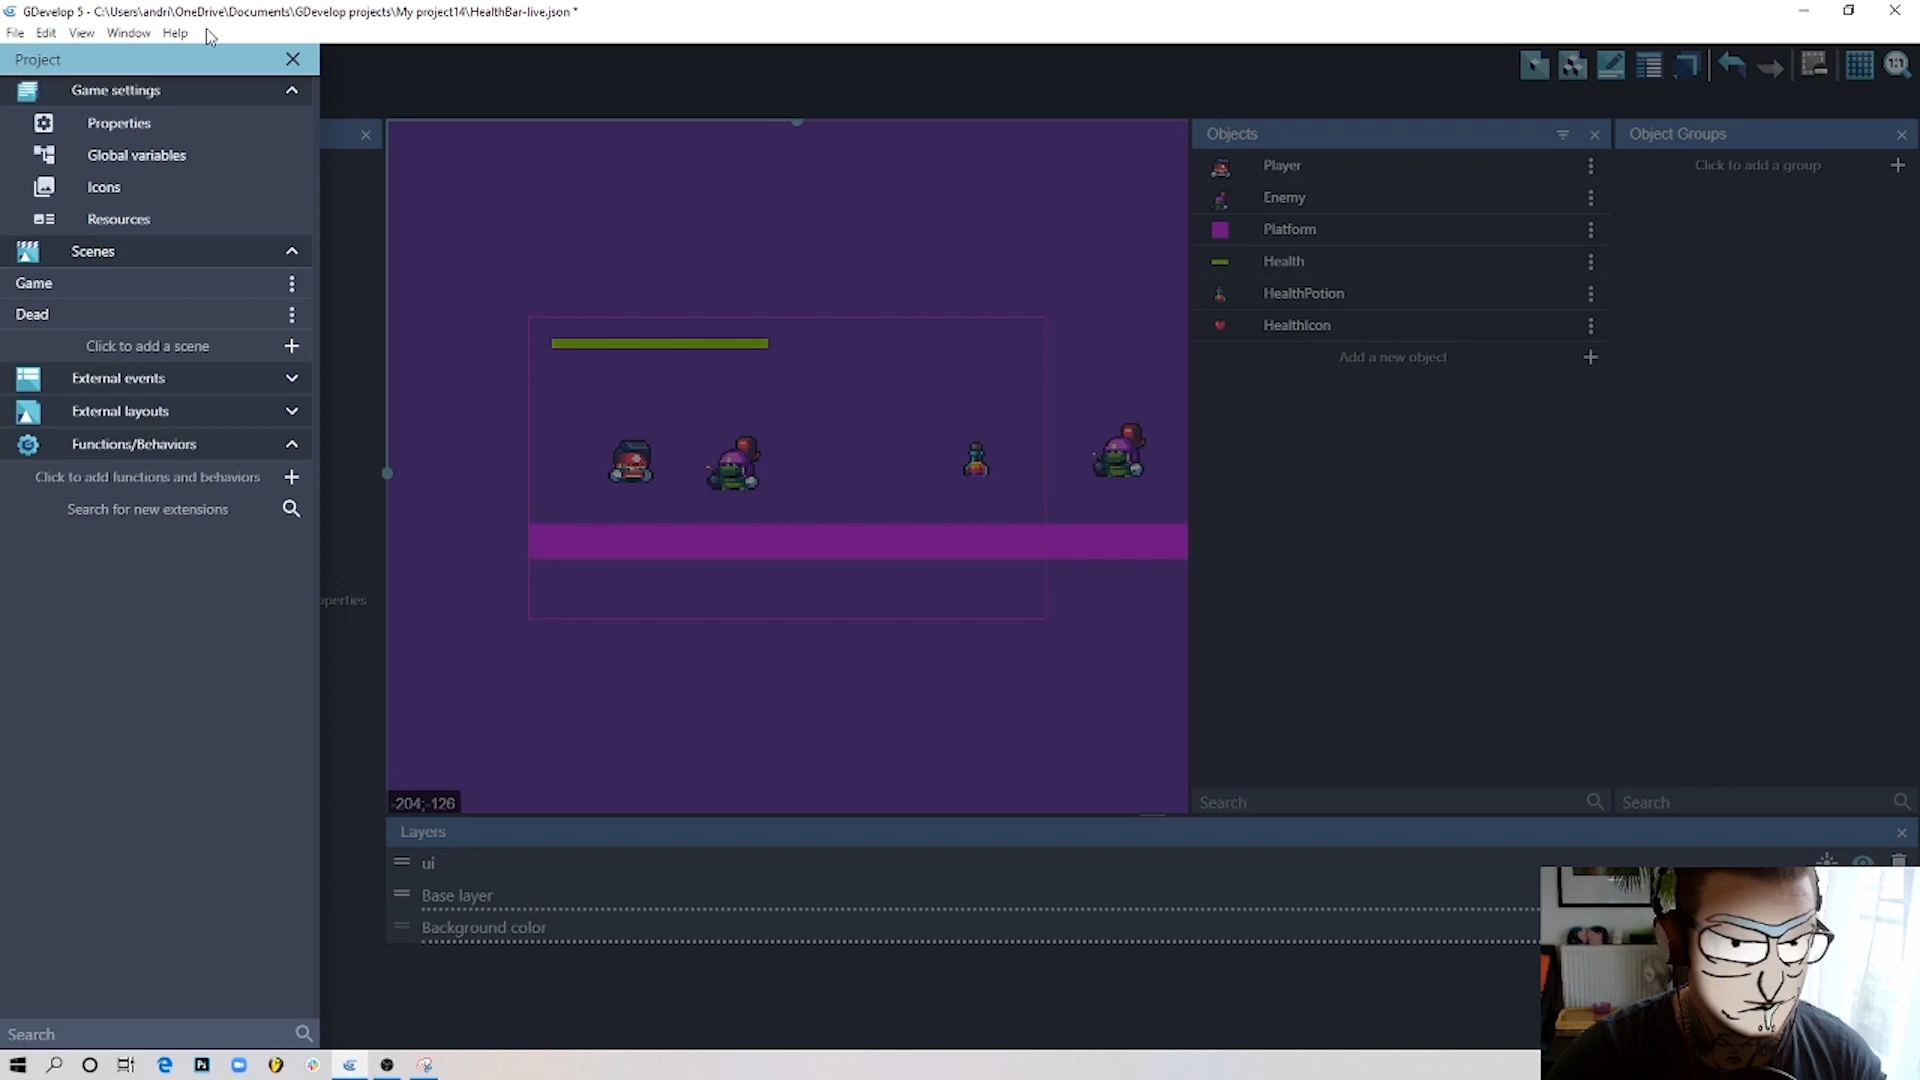 GDevelop 5 - C:\Users\andri\OneDrive\Documents\GDevelop projects\My project14\HealthBar-live.json *
File Edit View Window Help
Project
Game settings
Properties
Global variables
Icons
Resources
Scenes
Game
Dead
Click to add a scene
External events
External layouts
Functions/Behaviors
Click to add functions and behaviors
Search for new extensions
Search
operties
-204;-126
Objects
Player
Enemy
Platform
Health
HealthPotion
HealthIcon
Add a new object
Search
Object Groups
Click to add a group
Search
1:1
Layers
ui
Base layer
Background color
Ps